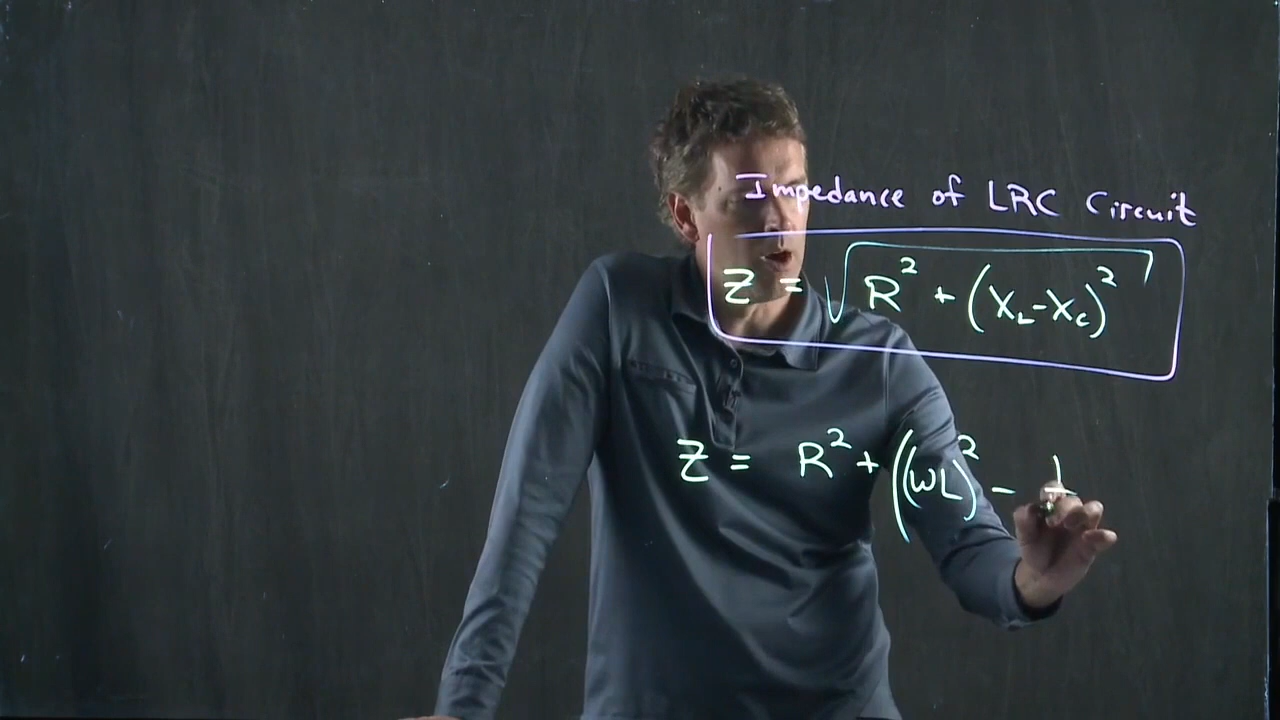 Impedance of LRC Circuit
Z = √(R² + (X_L - X_C)²)
Z = R² + ((ωL)² - 1